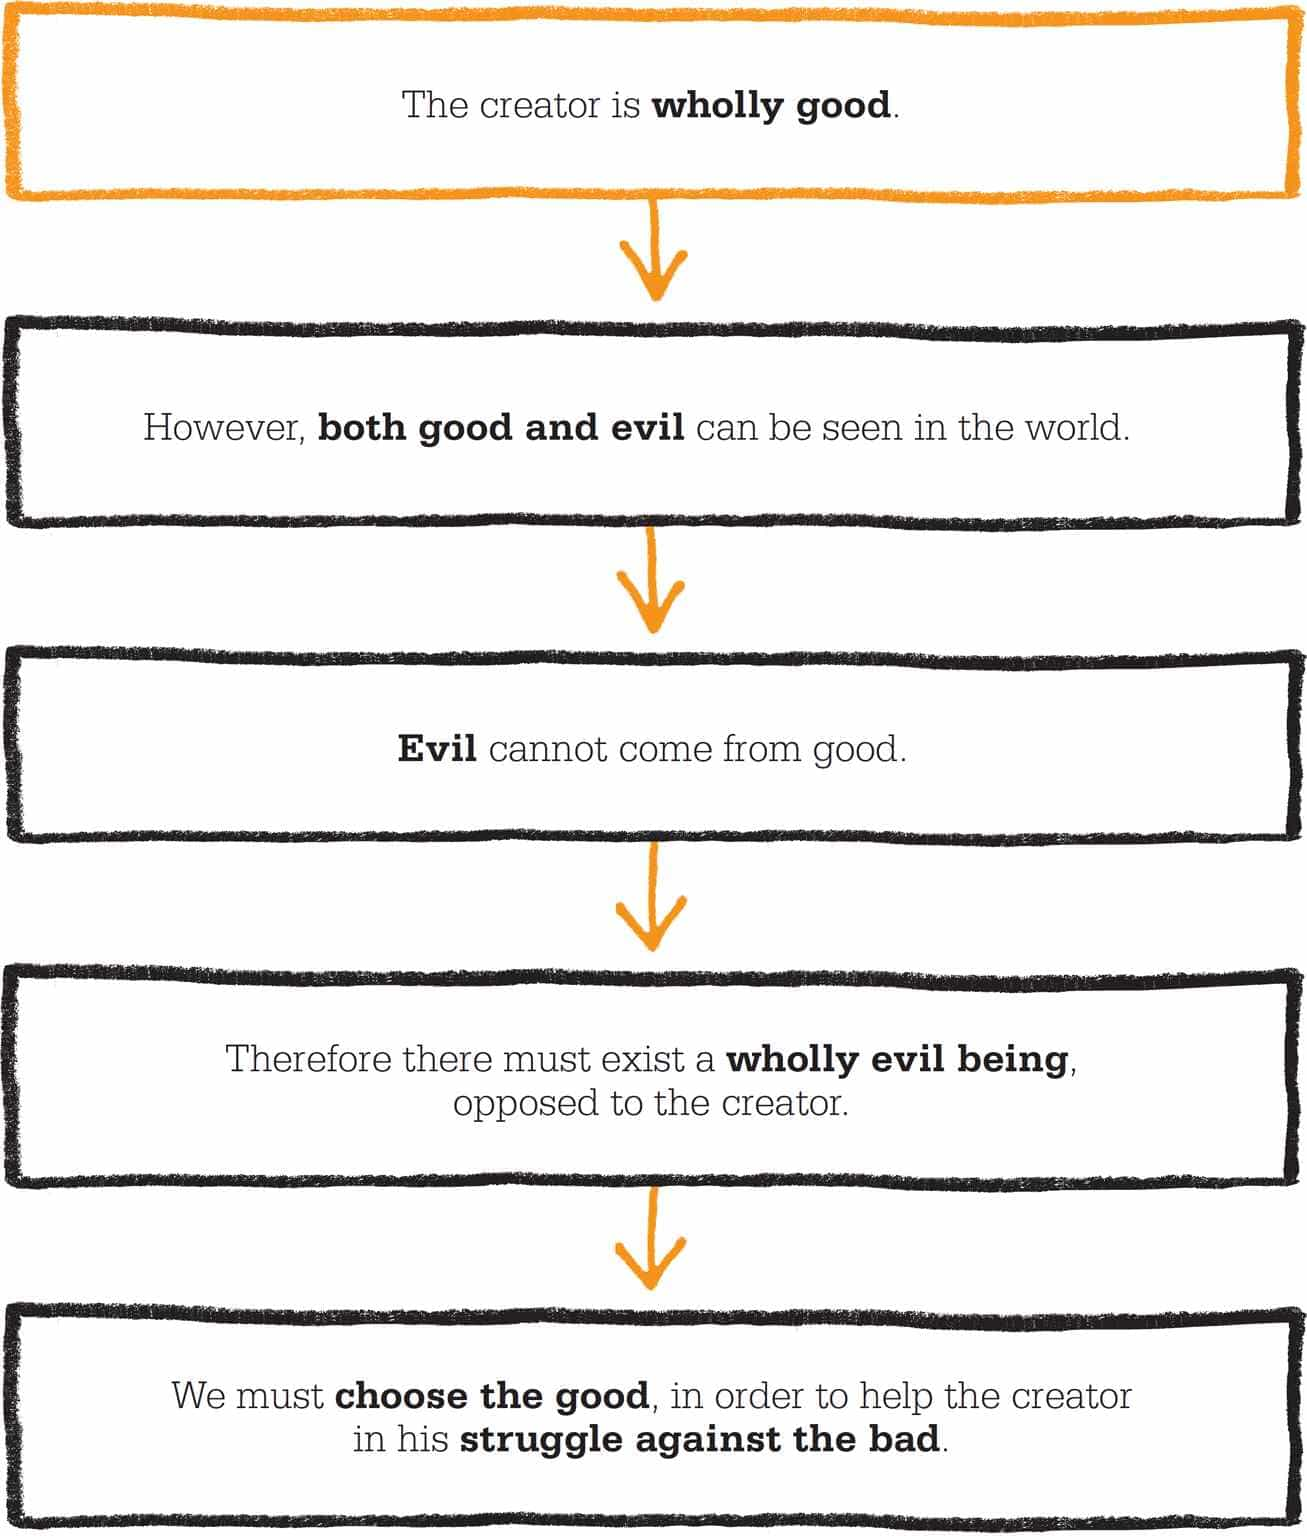 The creator is wholly good.
However, both good and evil can be seen in the world.
Evil cannot come from good.
Therefore there must exist a wholly evil being,
opposed to the creator.
We must choose the good, in order to help the creator
in his struggle against the bad.